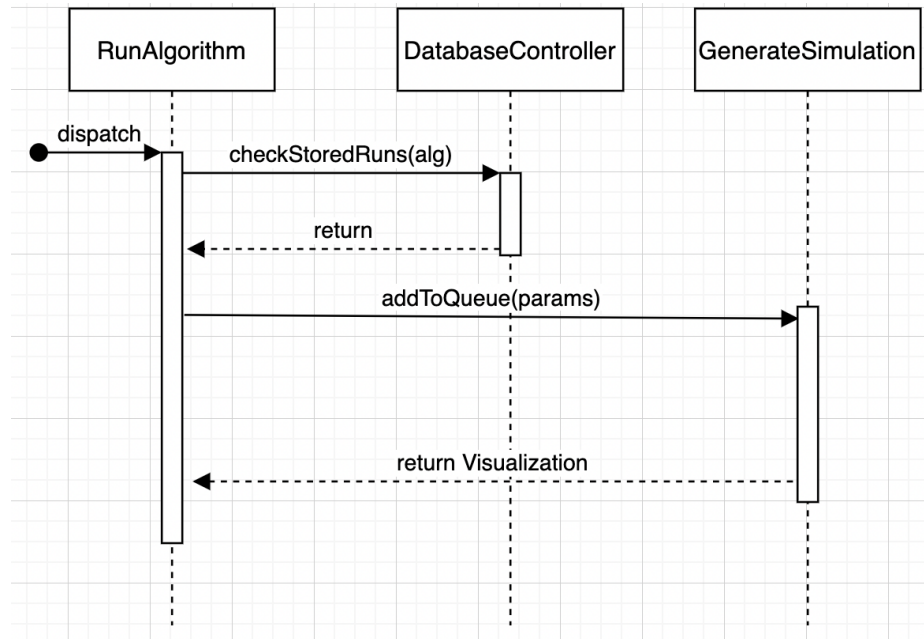 RunAlgorithm
DatabaseController
GenerateSimulation
dispatch
checkStoredRuns(alg)
return
addToQueue(params)
return Visualization